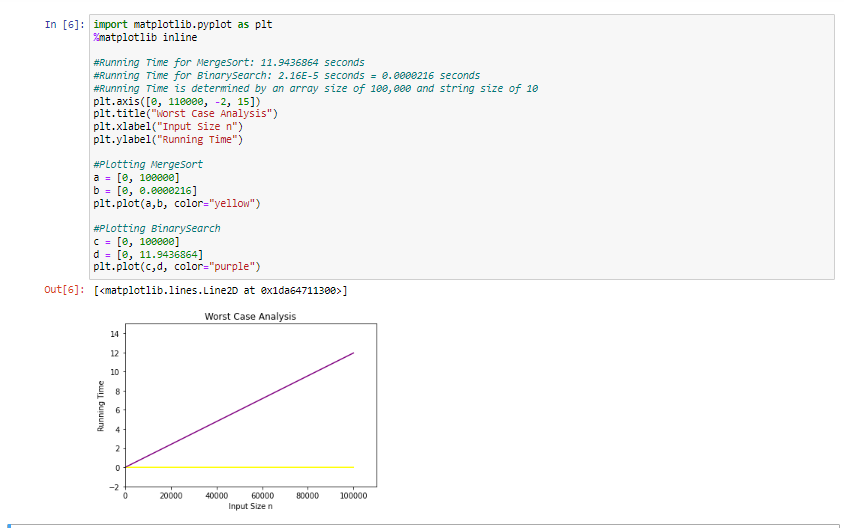 In [6]: import matplotlib.pyplot as plt
%matplotlib inline
#Running Time for MergeSort: 11.9436864 seconds
#Running Time for BinarySearch: 2.16E-5 seconds = 0.0000216 seconds
#Running Time is determined by an array size of 100,000 and string size of 10
plt.axis([0, 110000, -2, 15])
plt.title("Worst Case Analysis")
plt.xlabel("Input Size n")
plt.ylabel("Running Time")
#Plotting MergeSort
a = [0, 100000]
b = [0, 0.0000216]
plt.plot(a,b, color="yellow")
#Plotting BinarySearch
c = [0, 100000]
d = [0, 11.9436864]
plt.plot(c,d, color="purple")
Out[6]: [<matplotlib.lines.Line2D at 0x1da64711300>]
Worst Case Analysis
14
12
10
8
6
4
2
0
−2
Running Time
0 20000 40000 60000 80000 100000
Input Size n